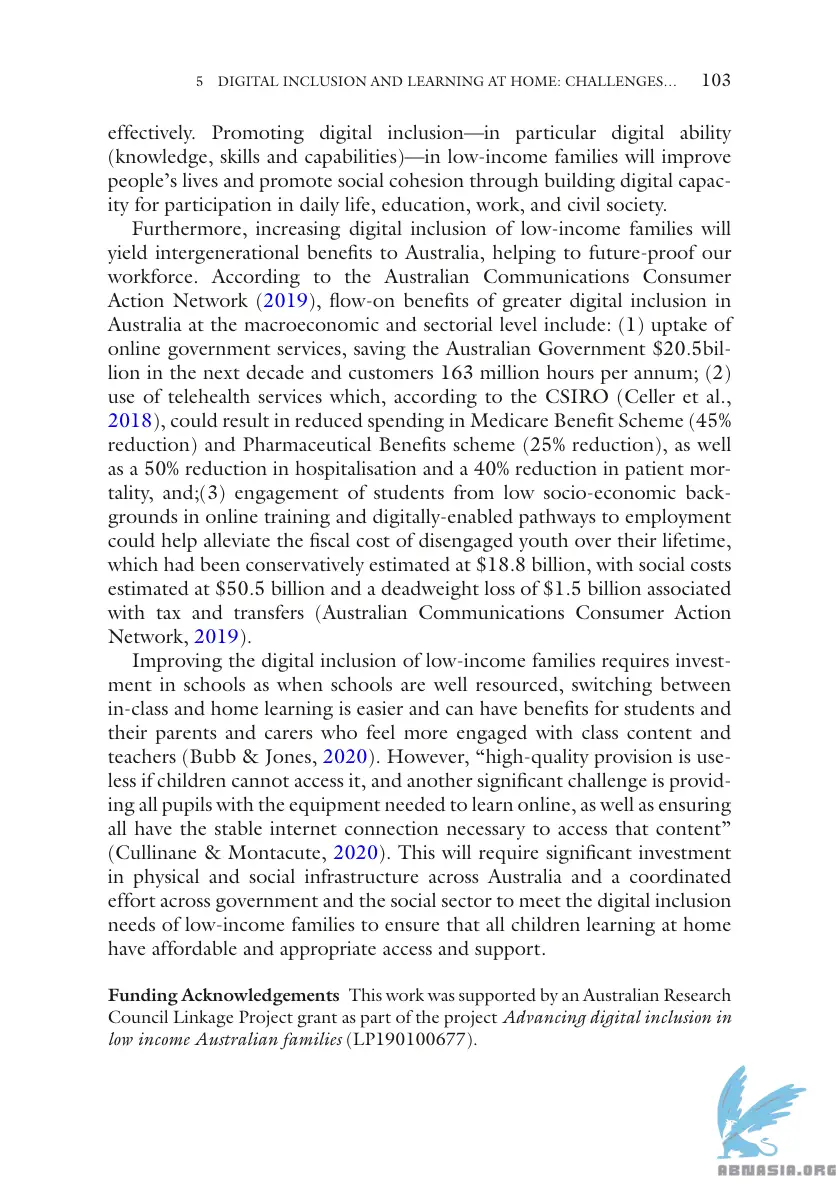 5 DIGITAL INCLUSION AND LEARNING AT HOME: CHALLENGES… 103
effectively. Promoting digital inclusion—in particular digital ability
(knowledge, skills and capabilities)—in low-income families will improve
people’s lives and promote social cohesion through building digital capac-
ity for participation in daily life, education, work, and civil society.
Furthermore, increasing digital inclusion of low-income families will
yield intergenerational benefits to Australia, helping to future-proof our
workforce. According to the Australian Communications Consumer
Action Network (2019), flow-on benefits of greater digital inclusion in
Australia at the macroeconomic and sectorial level include: (1) uptake of
online government services, saving the Australian Government $20.5bil-
lion in the next decade and customers 163 million hours per annum; (2)
use of telehealth services which, according to the CSIRO (Celler et al.,
2018), could result in reduced spending in Medicare Benefit Scheme (45%
reduction) and Pharmaceutical Benefits scheme (25% reduction), as well
as a 50% reduction in hospitalisation and a 40% reduction in patient mor-
tality, and;(3) engagement of students from low socio-economic back-
grounds in online training and digitally-enabled pathways to employment
could help alleviate the fiscal cost of disengaged youth over their lifetime,
which had been conservatively estimated at $18.8 billion, with social costs
estimated at $50.5 billion and a deadweight loss of $1.5 billion associated
with tax and transfers (Australian Communications Consumer Action
Network, 2019).
Improving the digital inclusion of low-income families requires invest-
ment in schools as when schools are well resourced, switching between
in-class and home learning is easier and can have benefits for students and
their parents and carers who feel more engaged with class content and
teachers (Bubb & Jones, 2020). However, “high-quality provision is use-
less if children cannot access it, and another significant challenge is provid-
ing all pupils with the equipment needed to learn online, as well as ensuring
all have the stable internet connection necessary to access that content”
(Cullinane & Montacute, 2020). This will require significant investment
in physical and social infrastructure across Australia and a coordinated
effort across government and the social sector to meet the digital inclusion
needs of low-income families to ensure that all children learning at home
have affordable and appropriate access and support.
Funding Acknowledgements This work was supported by an Australian Research
Council Linkage Project grant as part of the project Advancing digital inclusion in
low income Australian families (LP190100677).
ABNASIA.ORG